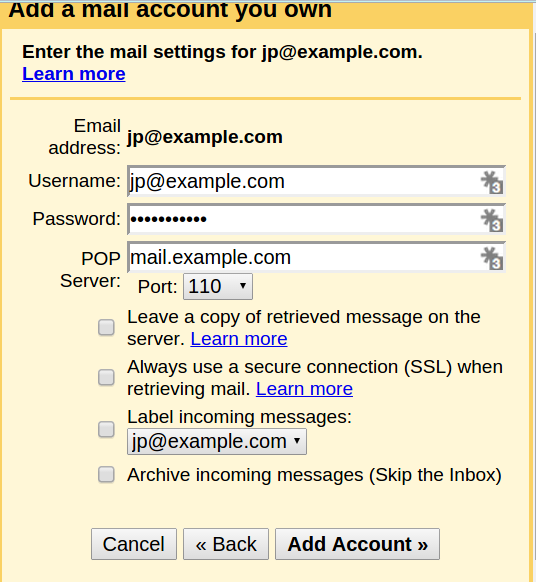 Add a mail account you own
Enter the mail settings for jp@example.com.
Learn more
Email
address: jp@example.com
Username: jp@example.com 3
Password: ••••••••••• 3
POP
Server: mail.example.com 3
Port: 110
Leave a copy of retrieved message on the
server. Learn more
Always use a secure connection (SSL) when
retrieving mail. Learn more
Label incoming messages:
jp@example.com
Archive incoming messages (Skip the Inbox)
Cancel « Back Add Account »